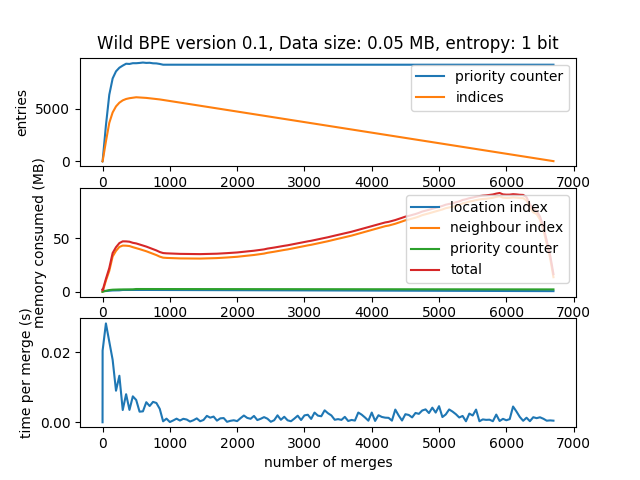 Wild BPE version 0.1, Data size: 0.05 MB, entropy: 1 bit
entries
5000
0
priority counter
indices
0 1000 2000 3000 4000 5000 6000 7000
memory consumed (MB)
50
0
location index
neighbour index
priority counter
total
0 1000 2000 3000 4000 5000 6000 7000
time per merge (s)
0.02
0.00
0 1000 2000 3000 4000 5000 6000 7000
number of merges